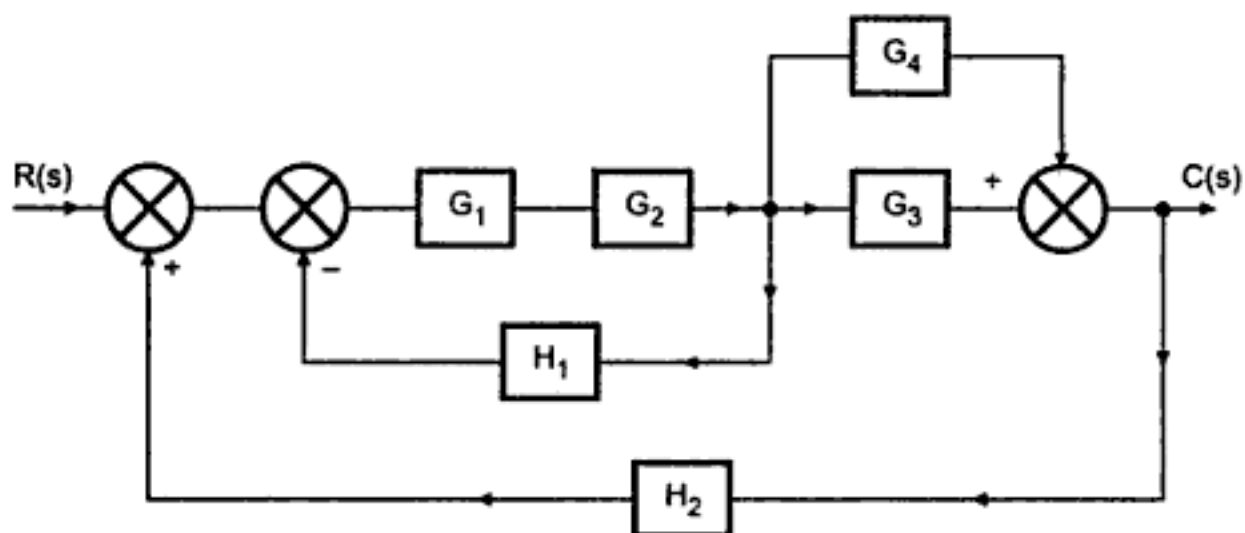 G₄
R(s)
G₁
G₂
G₃
+
C(s)
+
−
H₁
H₂